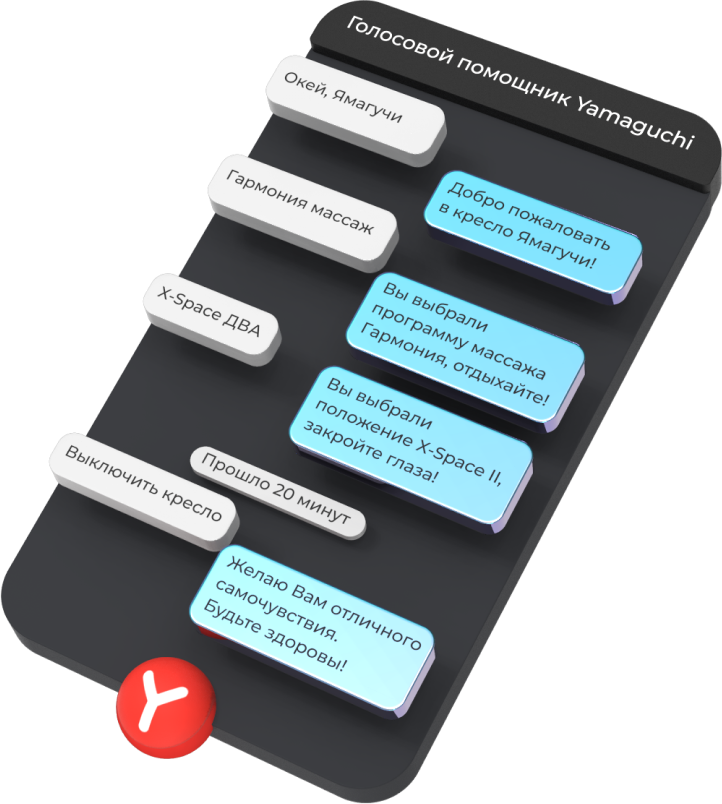 Голосовой помощник Yamaguchi
Окей, Ямагучи
Добро пожаловать
в кресло Ямагучи!
Гармония массаж
Вы выбрали
программу массажа
Гармония, отдыхайте!
X-Space ДВА
Вы выбрали
положение X-Space II,
закройте глаза!
Прошло 20 минут
Выключить кресло
Желаю Вам отличного
самочувствия.
Будьте здоровы!
Y